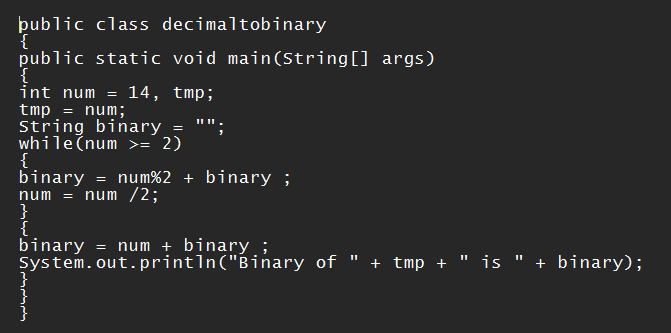 public class decimaltobinary
{
public static void main(String[] args)
{
int num = 14, tmp;
tmp = num;
String binary = "";
while(num >= 2)
{
binary = num%2 + binary ;
num = num /2;
}
{
binary = num + binary ;
System.out.println("Binary of " + tmp + " is " + binary);
}
}
}